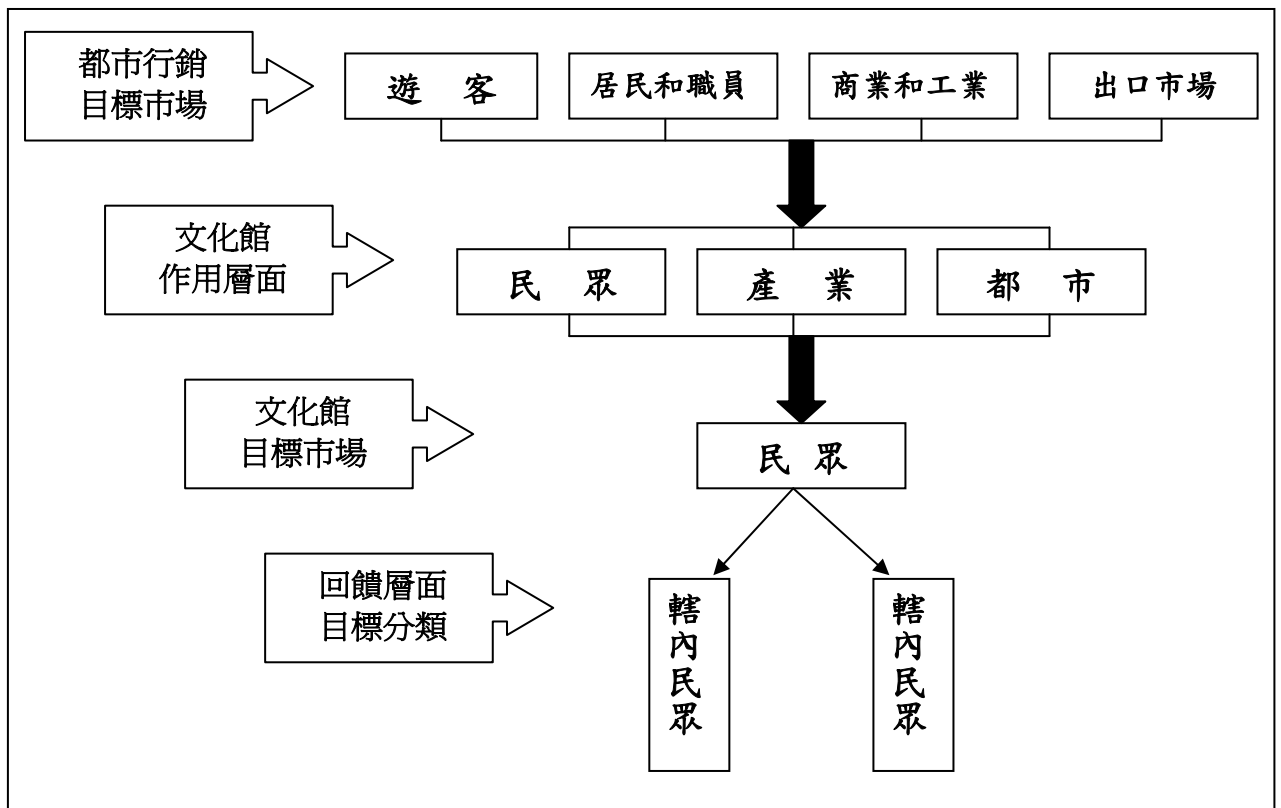 都市行銷
目標市場
遊 客
居民和職員
商業和工業
出口市場
文化館
作用層面
民 眾
產 業
都 市
文化館
目標市場
民 眾
回饋層面
目標分類
轄內民眾
轄內民眾